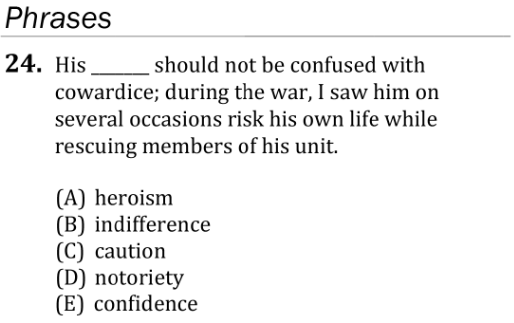 Phrases
24. His ______ should not be confused with
cowardice; during the war, I saw him on
several occasions risk his own life while
rescuing members of his unit.
(A) heroism
(B) indifference
(C) caution
(D) notoriety
(E) confidence